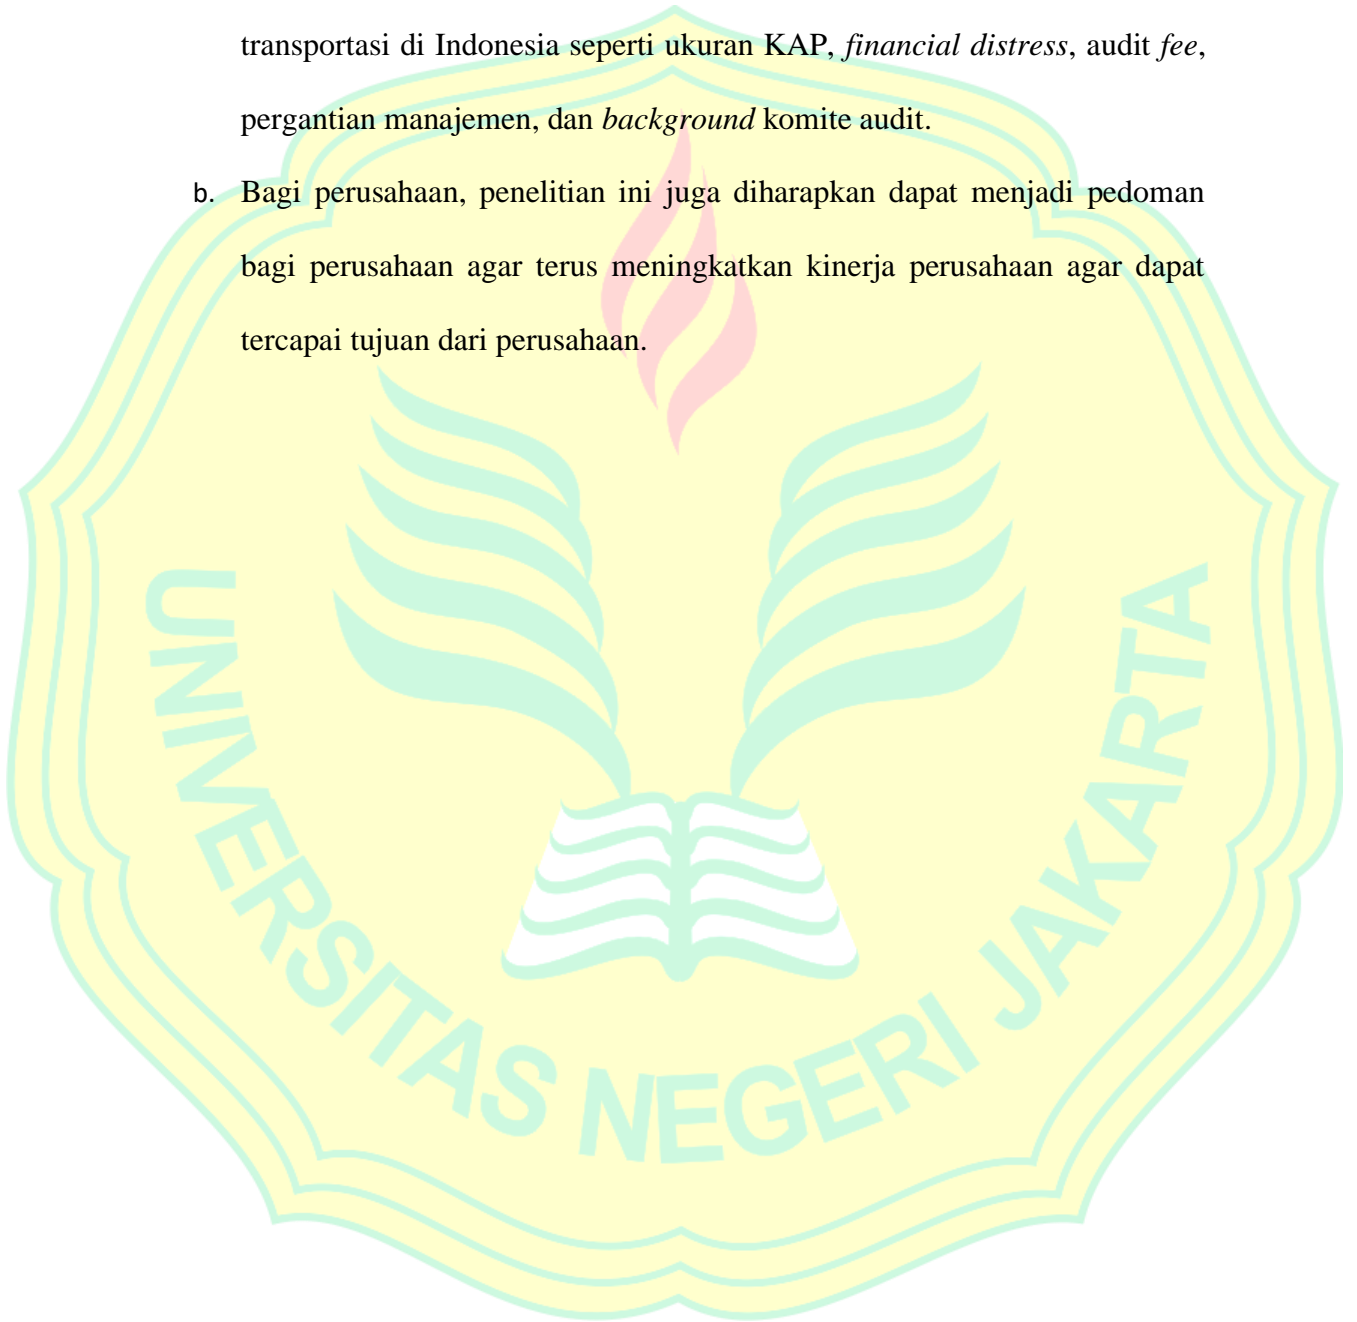 transportasi di Indonesia seperti ukuran KAP, financial distress, audit fee,
pergantian manajemen, dan background komite audit.
b. Bagi perusahaan, penelitian ini juga diharapkan dapat menjadi pedoman
bagi perusahaan agar terus meningkatkan kinerja perusahaan agar dapat
tercapai tujuan dari perusahaan.
UNIVERSITAS NEGERI JAKARTA